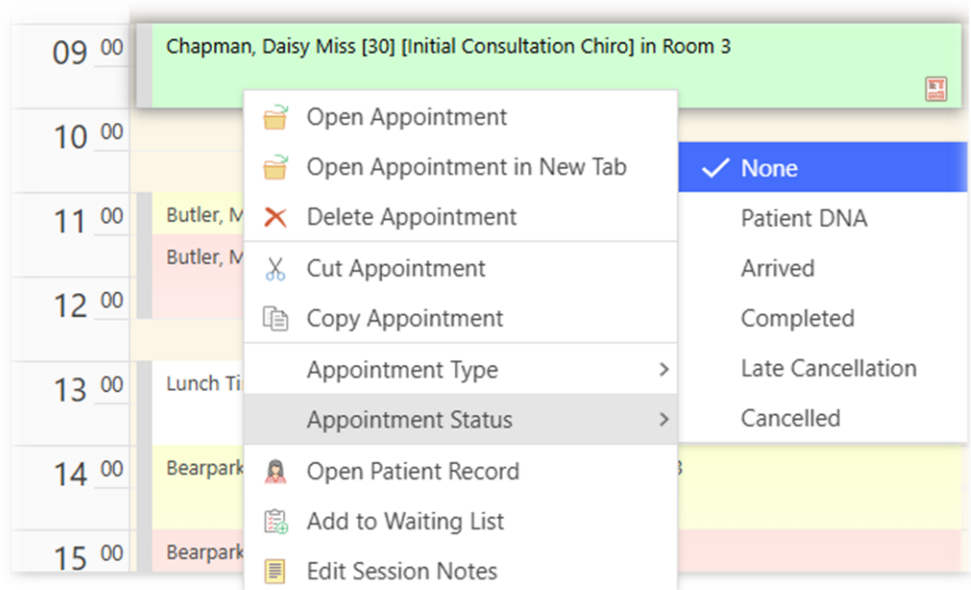 09 00
Chapman, Daisy Miss [30] [Initial Consultation Chiro] in Room 3
10 00
11 00
Butler, M
Butler, M
12 00
13 00
Lunch Ti
14 00
Bearpark
3
15 00
Bearpark
Open Appointment
Open Appointment in New Tab
Delete Appointment
Cut Appointment
Copy Appointment
Appointment Type
Appointment Status
Open Patient Record
Add to Waiting List
Edit Session Notes
None
Patient DNA
Arrived
Completed
Late Cancellation
Cancelled